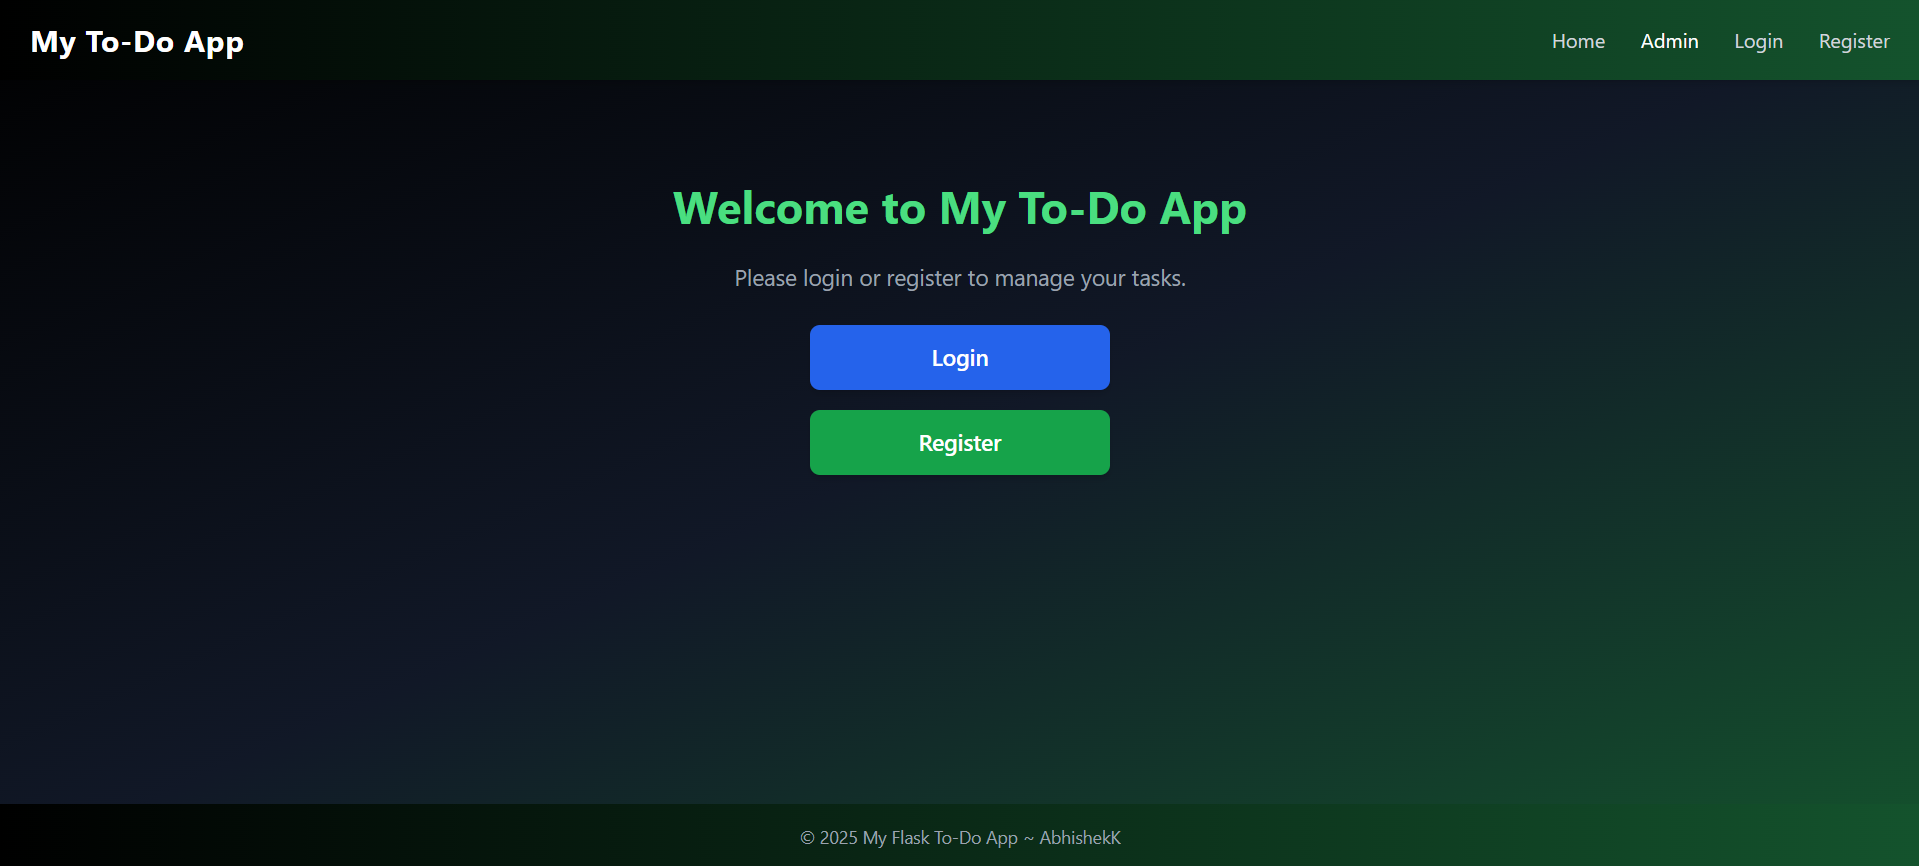 My To-Do App
Home Admin Login Register
Welcome to My To-Do App
Please login or register to manage your tasks.
Login
Register
© 2025 My Flask To-Do App ~ AbhishekK